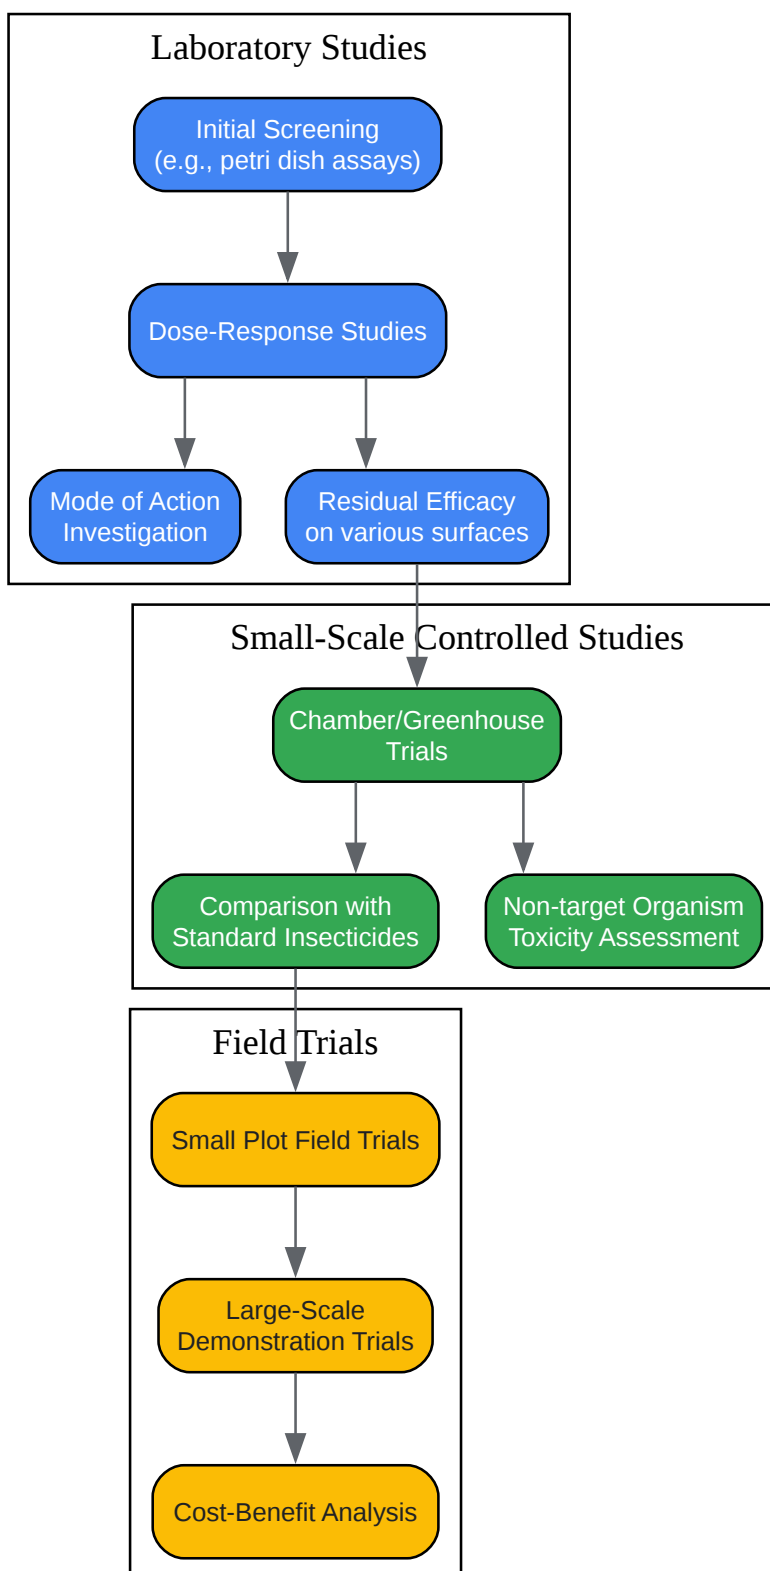 Laboratory Studies
Initial Screening
(e.g., petri dish assays)
Dose-Response Studies
Mode of Action
Investigation
Residual Efficacy
on various surfaces
Small-Scale Controlled Studies
Chamber/Greenhouse
Trials
Comparison with
Standard Insecticides
Non-target Organism
Toxicity Assessment
Field Trials
Small Plot Field Trials
Large-Scale
Demonstration Trials
Cost-Benefit Analysis